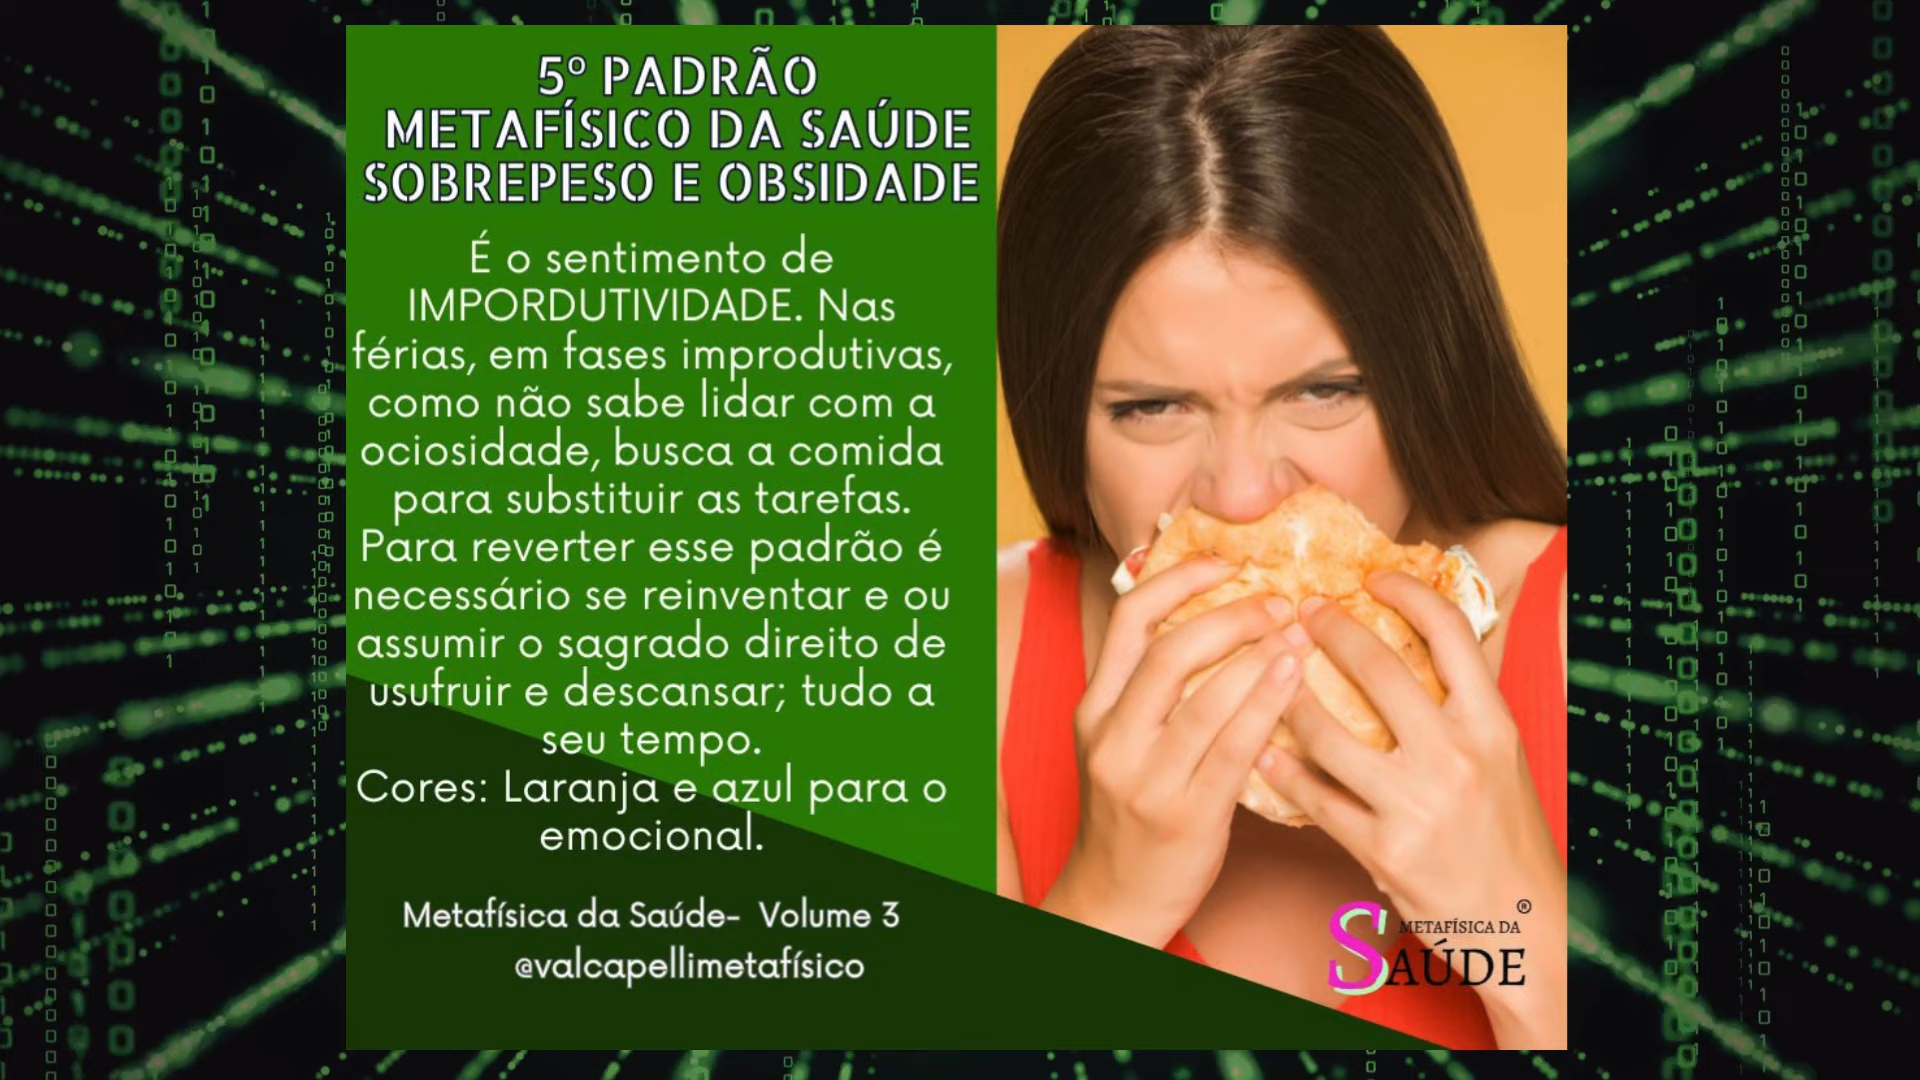 5º PADRÃO
METAFÍSICO DA SAÚDE
SOBREPESO E OBSIDADE
É o sentimento de
IMPORDUTIVIDADE. Nas
férias, em fases improdutivas,
como não sabe lidar com a
ociosidade, busca a comida
para substituir as tarefas.
Para reverter esse padrão é
necessário se reinventar e ou
assumir o sagrado direito de
usufruir e descansar; tudo a
seu tempo.
Cores: Laranja e azul para o
emocional.
Metafísica da Saúde- Volume 3
@valcapellimetafísico
METAFÍSICA DA ®
SAÚDE